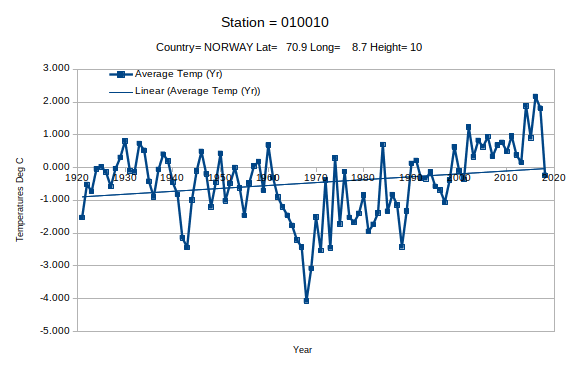 Station = 010010
Country= NORWAY Lat= 70.9 Long= 8.7 Height= 10
3.000
Average Temp (Yr)
Linear (Average Temp (Yr))
2.000
1.000
0.000
1920 1930 1940 1950 1960 1970 1980 1990 2000 2010 2020
-1.000
-2.000
-3.000
-4.000
-5.000
Temperatures Deg C
Year